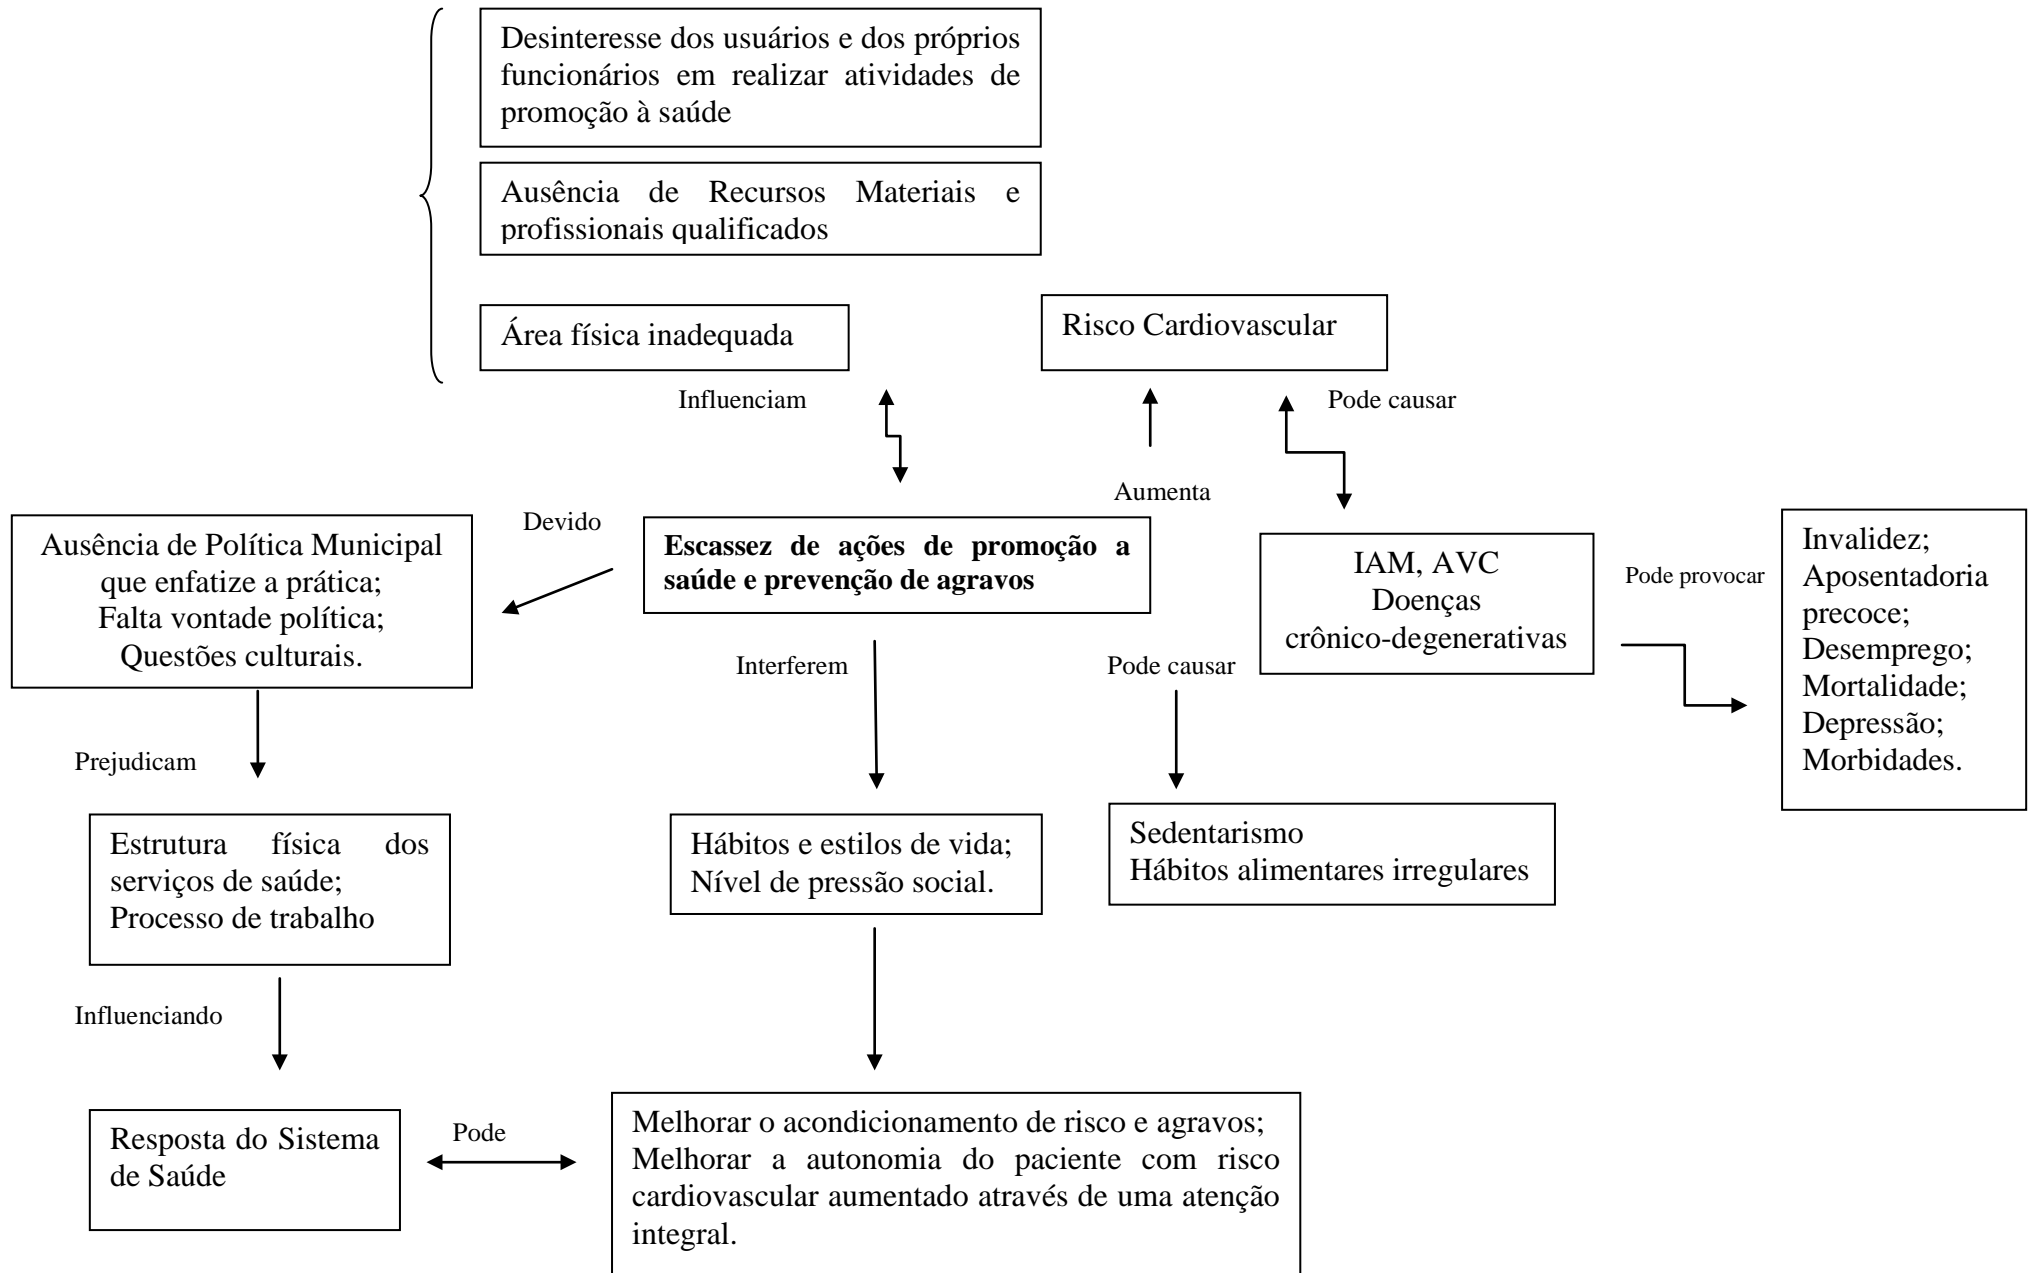 Desinteresse dos usuários e dos próprios
funcionários em realizar atividades de
promoção à saúde
Ausência de Recursos Materiais e
profissionais qualificados
Área física inadequada
Risco Cardiovascular
Influenciam
Pode causar
Aumenta
Devido
Ausência de Política Municipal
que enfatize a prática;
Falta vontade política;
Questões culturais.
Escassez de ações de promoção a
saúde e prevenção de agravos
IAM, AVC
Doenças
crônico-degenerativas
Pode provocar
Invalidez;
Aposentadoria
precoce;
Desemprego;
Mortalidade;
Depressão;
Morbidades.
Interferem
Pode causar
Prejudicam
Estrutura física dos
serviços de saúde;
Processo de trabalho
Hábitos e estilos de vida;
Nível de pressão social.
Sedentarismo
Hábitos alimentares irregulares
Influenciando
Resposta do Sistema
de Saúde
Pode
Melhorar o acondicionamento de risco e agravos;
Melhorar a autonomia do paciente com risco
cardiovascular aumentado através de uma atenção
integral.